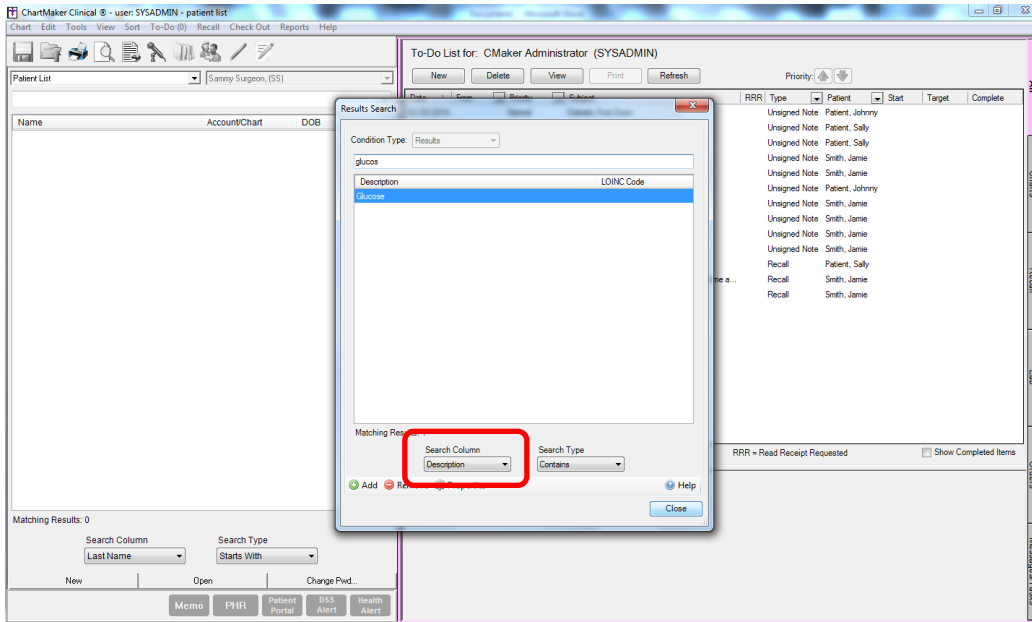 ChartMaker Clinical ® - user: SYSADMIN - patient list
Chart Edit Tools View Sort To-Do (0) Recall Check Out Reports Help
Patient List
Sammy Surgeon, (SS)
Name Account/Chart DOB
Matching Results: 0
Search Column Search Type
Last Name Starts With
New Open Change Pwd...
Memo PHR Patient Portal DSS Alert Health Alert
To-Do List for: CMaker Administrator (SYSADMIN)
New Delete View Print Refresh Priority:
RRR Type Patient Start Target Complete
Unsigned Note Patient, Johnny
Unsigned Note Patient, Sally
Unsigned Note Patient, Sally
Unsigned Note Smith, Jamie
Unsigned Note Smith, Jamie
Unsigned Note Patient, Johnny
Unsigned Note Smith, Jamie
Unsigned Note Smith, Jamie
Unsigned Note Smith, Jamie
Unsigned Note Smith, Jamie
Recall Patient, Sally
me a... Recall Smith, Jamie
Recall Smith, Jamie
RRR = Read Receipt Requested Show Completed Items
Results Search
Condition Type: Results
glucos
Description LOINC Code
Glucose
Matching Res
Search Column Search Type
Description Contains
Add Help
Close